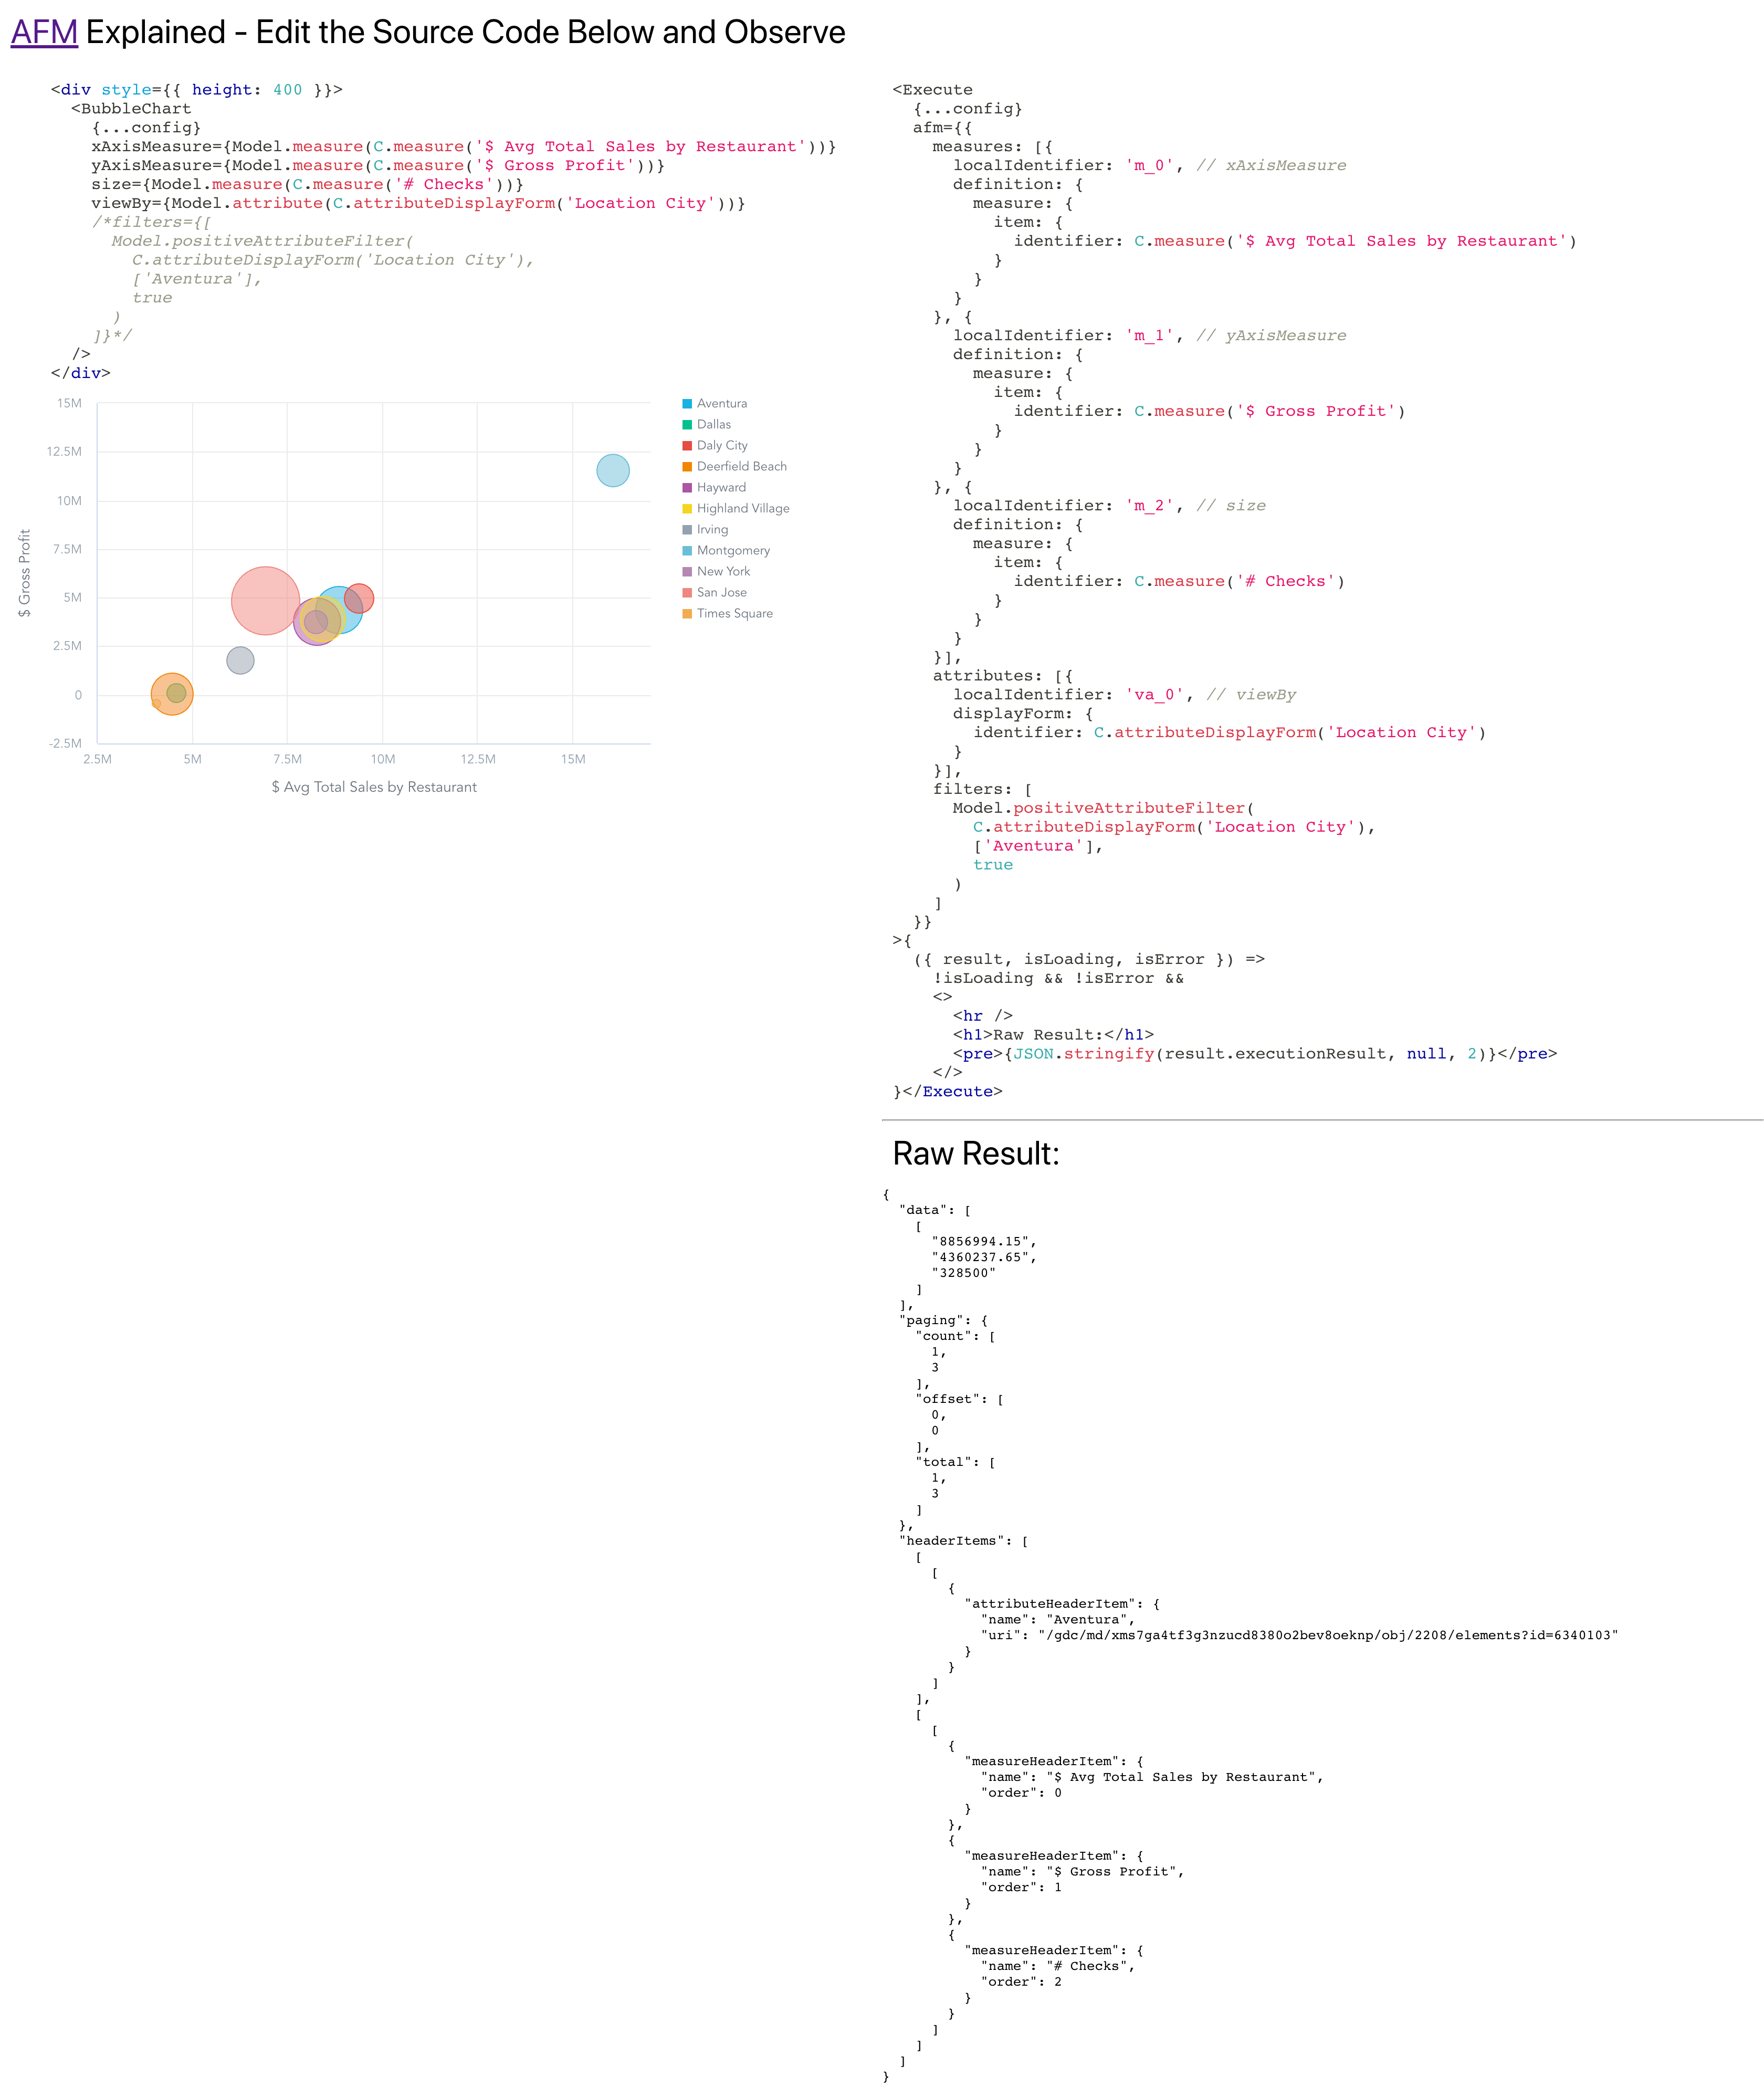 AFM Explained - Edit the Source Code Below and Observe
<div style={{ height: 400 }}>
  <BubbleChart
    {...config}
    xAxisMeasure={Model.measure(C.measure('$ Avg Total Sales by Restaurant'))}
    yAxisMeasure={Model.measure(C.measure('$ Gross Profit'))}
    size={Model.measure(C.measure('# Checks'))}
    viewBy={Model.attribute(C.attributeDisplayForm('Location City'))}
    /*filters={[
      Model.positiveAttributeFilter(
        C.attributeDisplayForm('Location City'),
        ['Aventura'],
        true
      )
    ]}*/
  />
</div>
15M
12.5M
10M
7.5M
5M
2.5M
0
-2.5M
$ Gross Profit
2.5M 5M 7.5M 10M 12.5M 15M
$ Avg Total Sales by Restaurant
Aventura
Dallas
Daly City
Deerfield Beach
Hayward
Highland Village
Irving
Montgomery
New York
San Jose
Times Square
<Execute
  {...config}
  afm={{
    measures: [{
      localIdentifier: 'm_0', // xAxisMeasure
      definition: {
        measure: {
          item: {
            identifier: C.measure('$ Avg Total Sales by Restaurant')
          }
        }
      }
    }, {
      localIdentifier: 'm_1', // yAxisMeasure
      definition: {
        measure: {
          item: {
            identifier: C.measure('$ Gross Profit')
          }
        }
      }
    }, {
      localIdentifier: 'm_2', // size
      definition: {
        measure: {
          item: {
            identifier: C.measure('# Checks')
          }
        }
      }
    }],
    attributes: [{
      localIdentifier: 'va_0', // viewBy
      displayForm: {
        identifier: C.attributeDisplayForm('Location City')
      }
    }],
    filters: [
      Model.positiveAttributeFilter(
        C.attributeDisplayForm('Location City'),
        ['Aventura'],
        true
      )
    ]
  }}
>{
  ({ result, isLoading, isError }) =>
    !isLoading && !isError &&
    <>
      <hr />
      <h1>Raw Result:</h1>
      <pre>{JSON.stringify(result.executionResult, null, 2)}</pre>
    </>
}</Execute>
Raw Result:
{
  "data": [
    [
      "8856994.15",
      "4360237.65",
      "328500"
    ]
  ],
  "paging": {
    "count": [
      1,
      3
    ],
    "offset": [
      0,
      0
    ],
    "total": [
      1,
      3
    ]
  },
  "headerItems": [
    [
      [
        {
          "attributeHeaderItem": {
            "name": "Aventura",
            "uri": "/gdc/md/xms7ga4tf3g3nzucd8380o2bev8oeknp/obj/2208/elements?id=6340103"
          }
        }
      ]
    ],
    [
      [
        {
          "measureHeaderItem": {
            "name": "$ Avg Total Sales by Restaurant",
            "order": 0
          }
        },
        {
          "measureHeaderItem": {
            "name": "$ Gross Profit",
            "order": 1
          }
        },
        {
          "measureHeaderItem": {
            "name": "# Checks",
            "order": 2
          }
        }
      ]
    ]
  ]
}